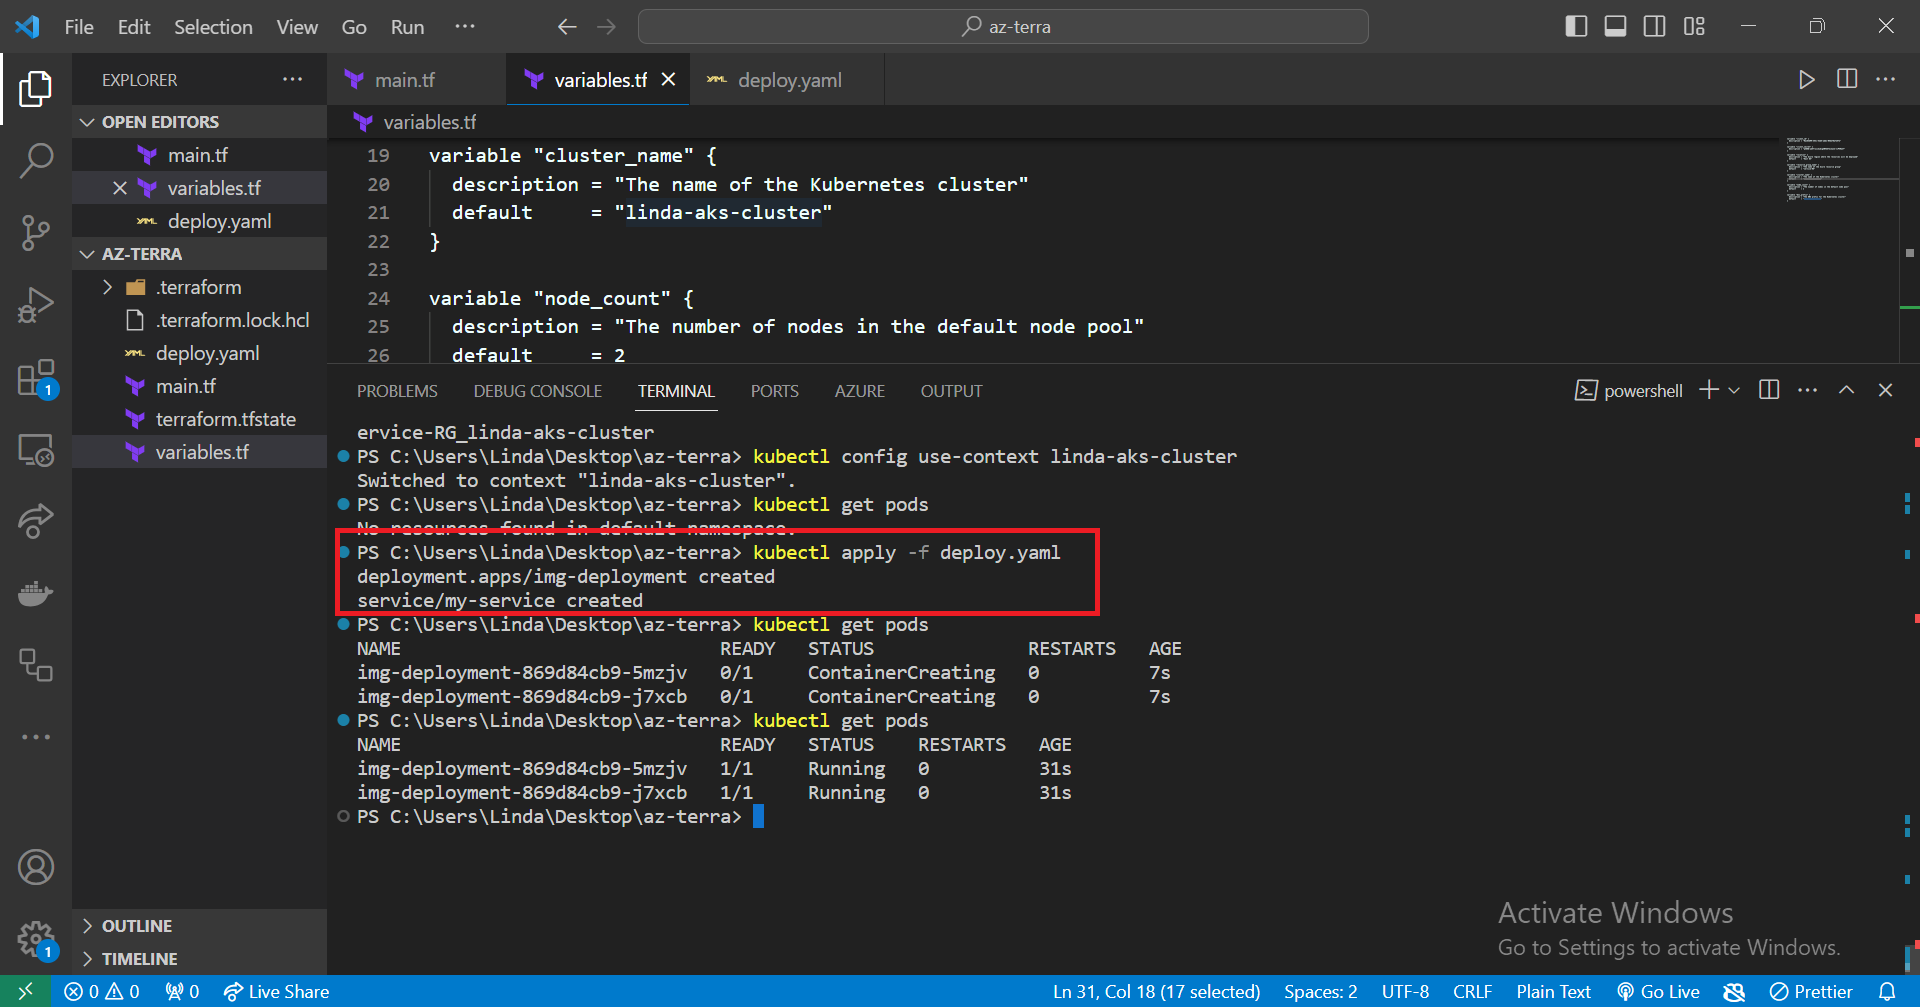 File Edit Selection View Go Run ··· az-terra
EXPLORER ···
main.tf variables.tf deploy.yaml
OPEN EDITORS
main.tf
variables.tf
deploy.yaml
AZ-TERRA
.terraform
.terraform.lock.hcl
deploy.yaml
main.tf
terraform.tfstate
variables.tf
OUTLINE
TIMELINE
1
1
variables.tf
19 variable "cluster_name" {
20 description = "The name of the Kubernetes cluster"
21 default = "linda-aks-cluster"
22 }
23
24 variable "node_count" {
25 description = "The number of nodes in the default node pool"
26 default = 2
PROBLEMS DEBUG CONSOLE TERMINAL PORTS AZURE OUTPUT powershell
ervice-RG_linda-aks-cluster
PS C:\Users\Linda\Desktop\az-terra> kubectl config use-context linda-aks-cluster
Switched to context "linda-aks-cluster".
PS C:\Users\Linda\Desktop\az-terra> kubectl get pods
No resources found in default namespace.
PS C:\Users\Linda\Desktop\az-terra> kubectl apply -f deploy.yaml
deployment.apps/img-deployment created
service/my-service created
PS C:\Users\Linda\Desktop\az-terra> kubectl get pods
NAME READY STATUS RESTARTS AGE
img-deployment-869d84cb9-5mzjv 0/1 ContainerCreating 0 7s
img-deployment-869d84cb9-j7xcb 0/1 ContainerCreating 0 7s
PS C:\Users\Linda\Desktop\az-terra> kubectl get pods
NAME READY STATUS RESTARTS AGE
img-deployment-869d84cb9-5mzjv 1/1 Running 0 31s
img-deployment-869d84cb9-j7xcb 1/1 Running 0 31s
PS C:\Users\Linda\Desktop\az-terra>
Activate Windows
Go to Settings to activate Windows.
0 0 0 Live Share Ln 31, Col 18 (17 selected) Spaces: 2 UTF-8 CRLF Plain Text Go Live Prettier